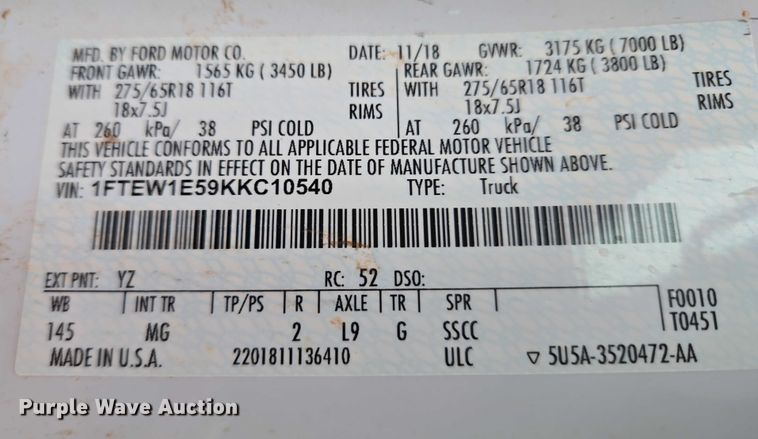 MFD. BY FORD MOTOR CO. DATE: 11/18 GVWR: 3175 KG ( 7000 LB)
FRONT GAWR: 1565 KG ( 3450 LB) REAR GAWR: 1724 KG ( 3800 LB)
WITH 275/65R18 116T TIRES WITH 275/65R18 116T TIRES
18x7.5J RIMS 18x7.5J RIMS
AT 260 kPa/ 38 PSI COLD AT 260 kPa/ 38 PSI COLD
THIS VEHICLE CONFORMS TO ALL APPLICABLE FEDERAL MOTOR VEHICLE
SAFETY STANDARDS IN EFFECT ON THE DATE OF MANUFACTURE SHOWN ABOVE.
VIN: 1FTEW1E59KKC10540 TYPE: Truck
EXT PNT: YZ RC: 52 DSO:
WB INT TR TP/PS R AXLE TR SPR F0010
145 MG 2 L9 G SSCC T0451
MADE IN U.S.A. 2201811136410 ULC ▽ 5U5A-3520472-AA
Purple Wave Auction